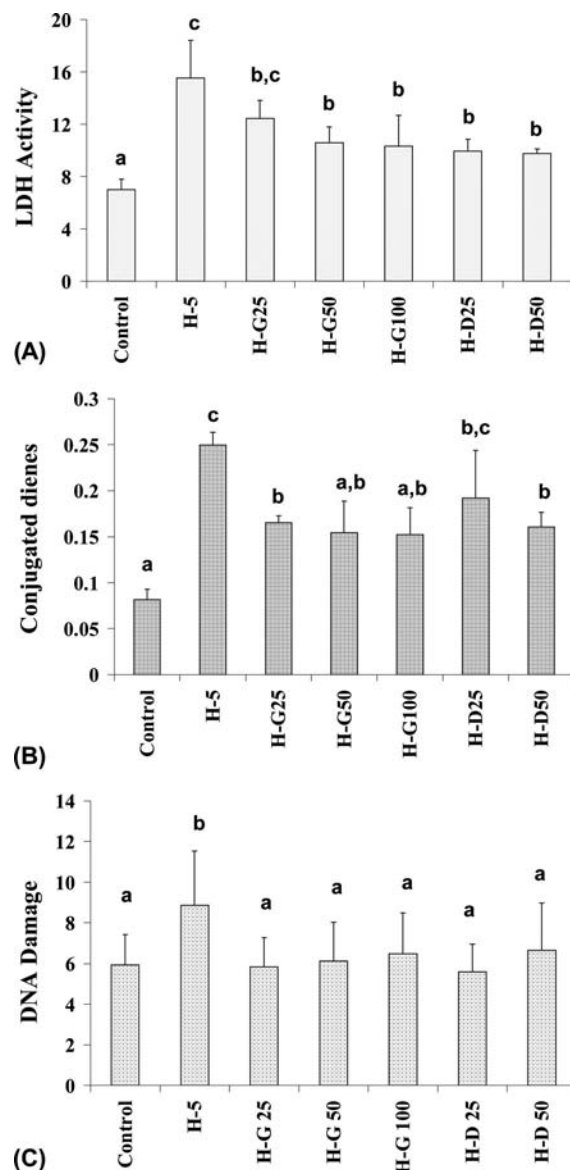 20
16
12
8
4
0
LDH Activity
a
c
b,c
b
b
b
b
Control
H-5
H-G25
H-G50
H-G100
H-D25
H-D50
(A)
0.3
0.25
0.2
0.15
0.1
0.05
0
Conjugated dienes
a
c
b
a,b
a,b
b,c
b
Control
H-5
H-G25
H-G50
H-G100
H-D25
H-D50
(B)
14
12
10
8
6
4
2
0
DNA Damage
a
b
a
a
a
a
a
Control
H-5
H-G 25
H-G 50
H-G 100
H-D 25
H-D 50
(C)